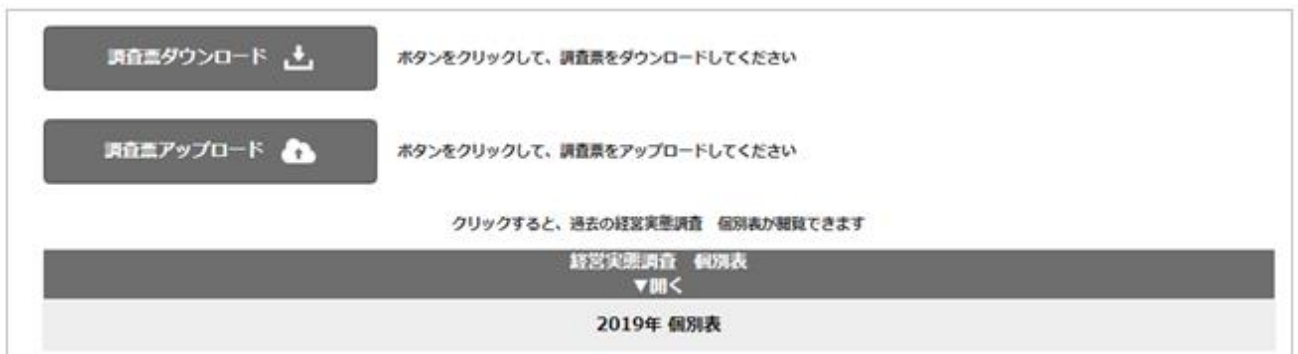 調査票ダウンロード
ボタンをクリックして、調査票をダウンロードしてください
調査票アップロード
ボタンをクリックして、調査票をアップロードしてください
クリックすると、過去の経営実態調査　個別表が閲覧できます
経営実態調査　個別表
▼開く
2019年 個別表